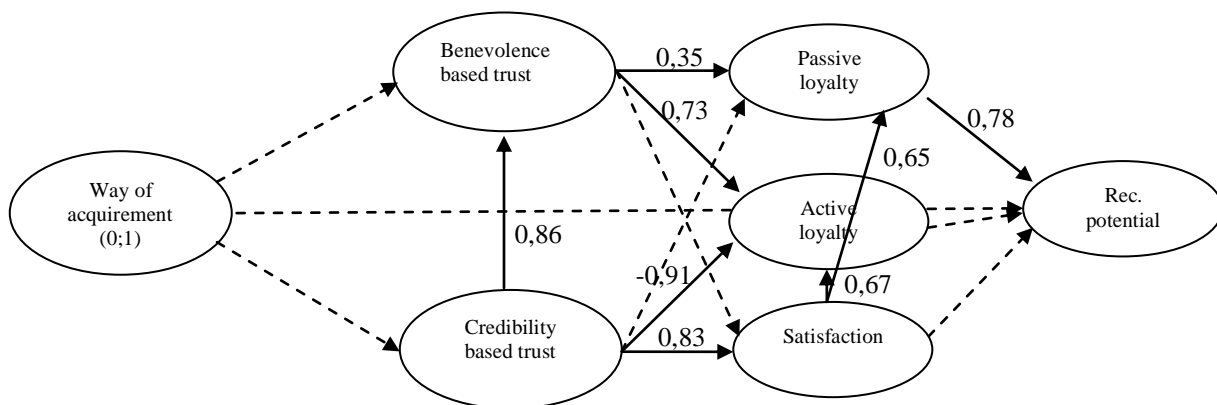 Benevolence
based trust
0,35
Passive
loyalty
0,73
0,78
0,65
Way of
acquirement
(0;1)
Active
loyalty
Rec.
potential
0,86
-0,91
0,67
Credibility
based trust
0,83
Satisfaction